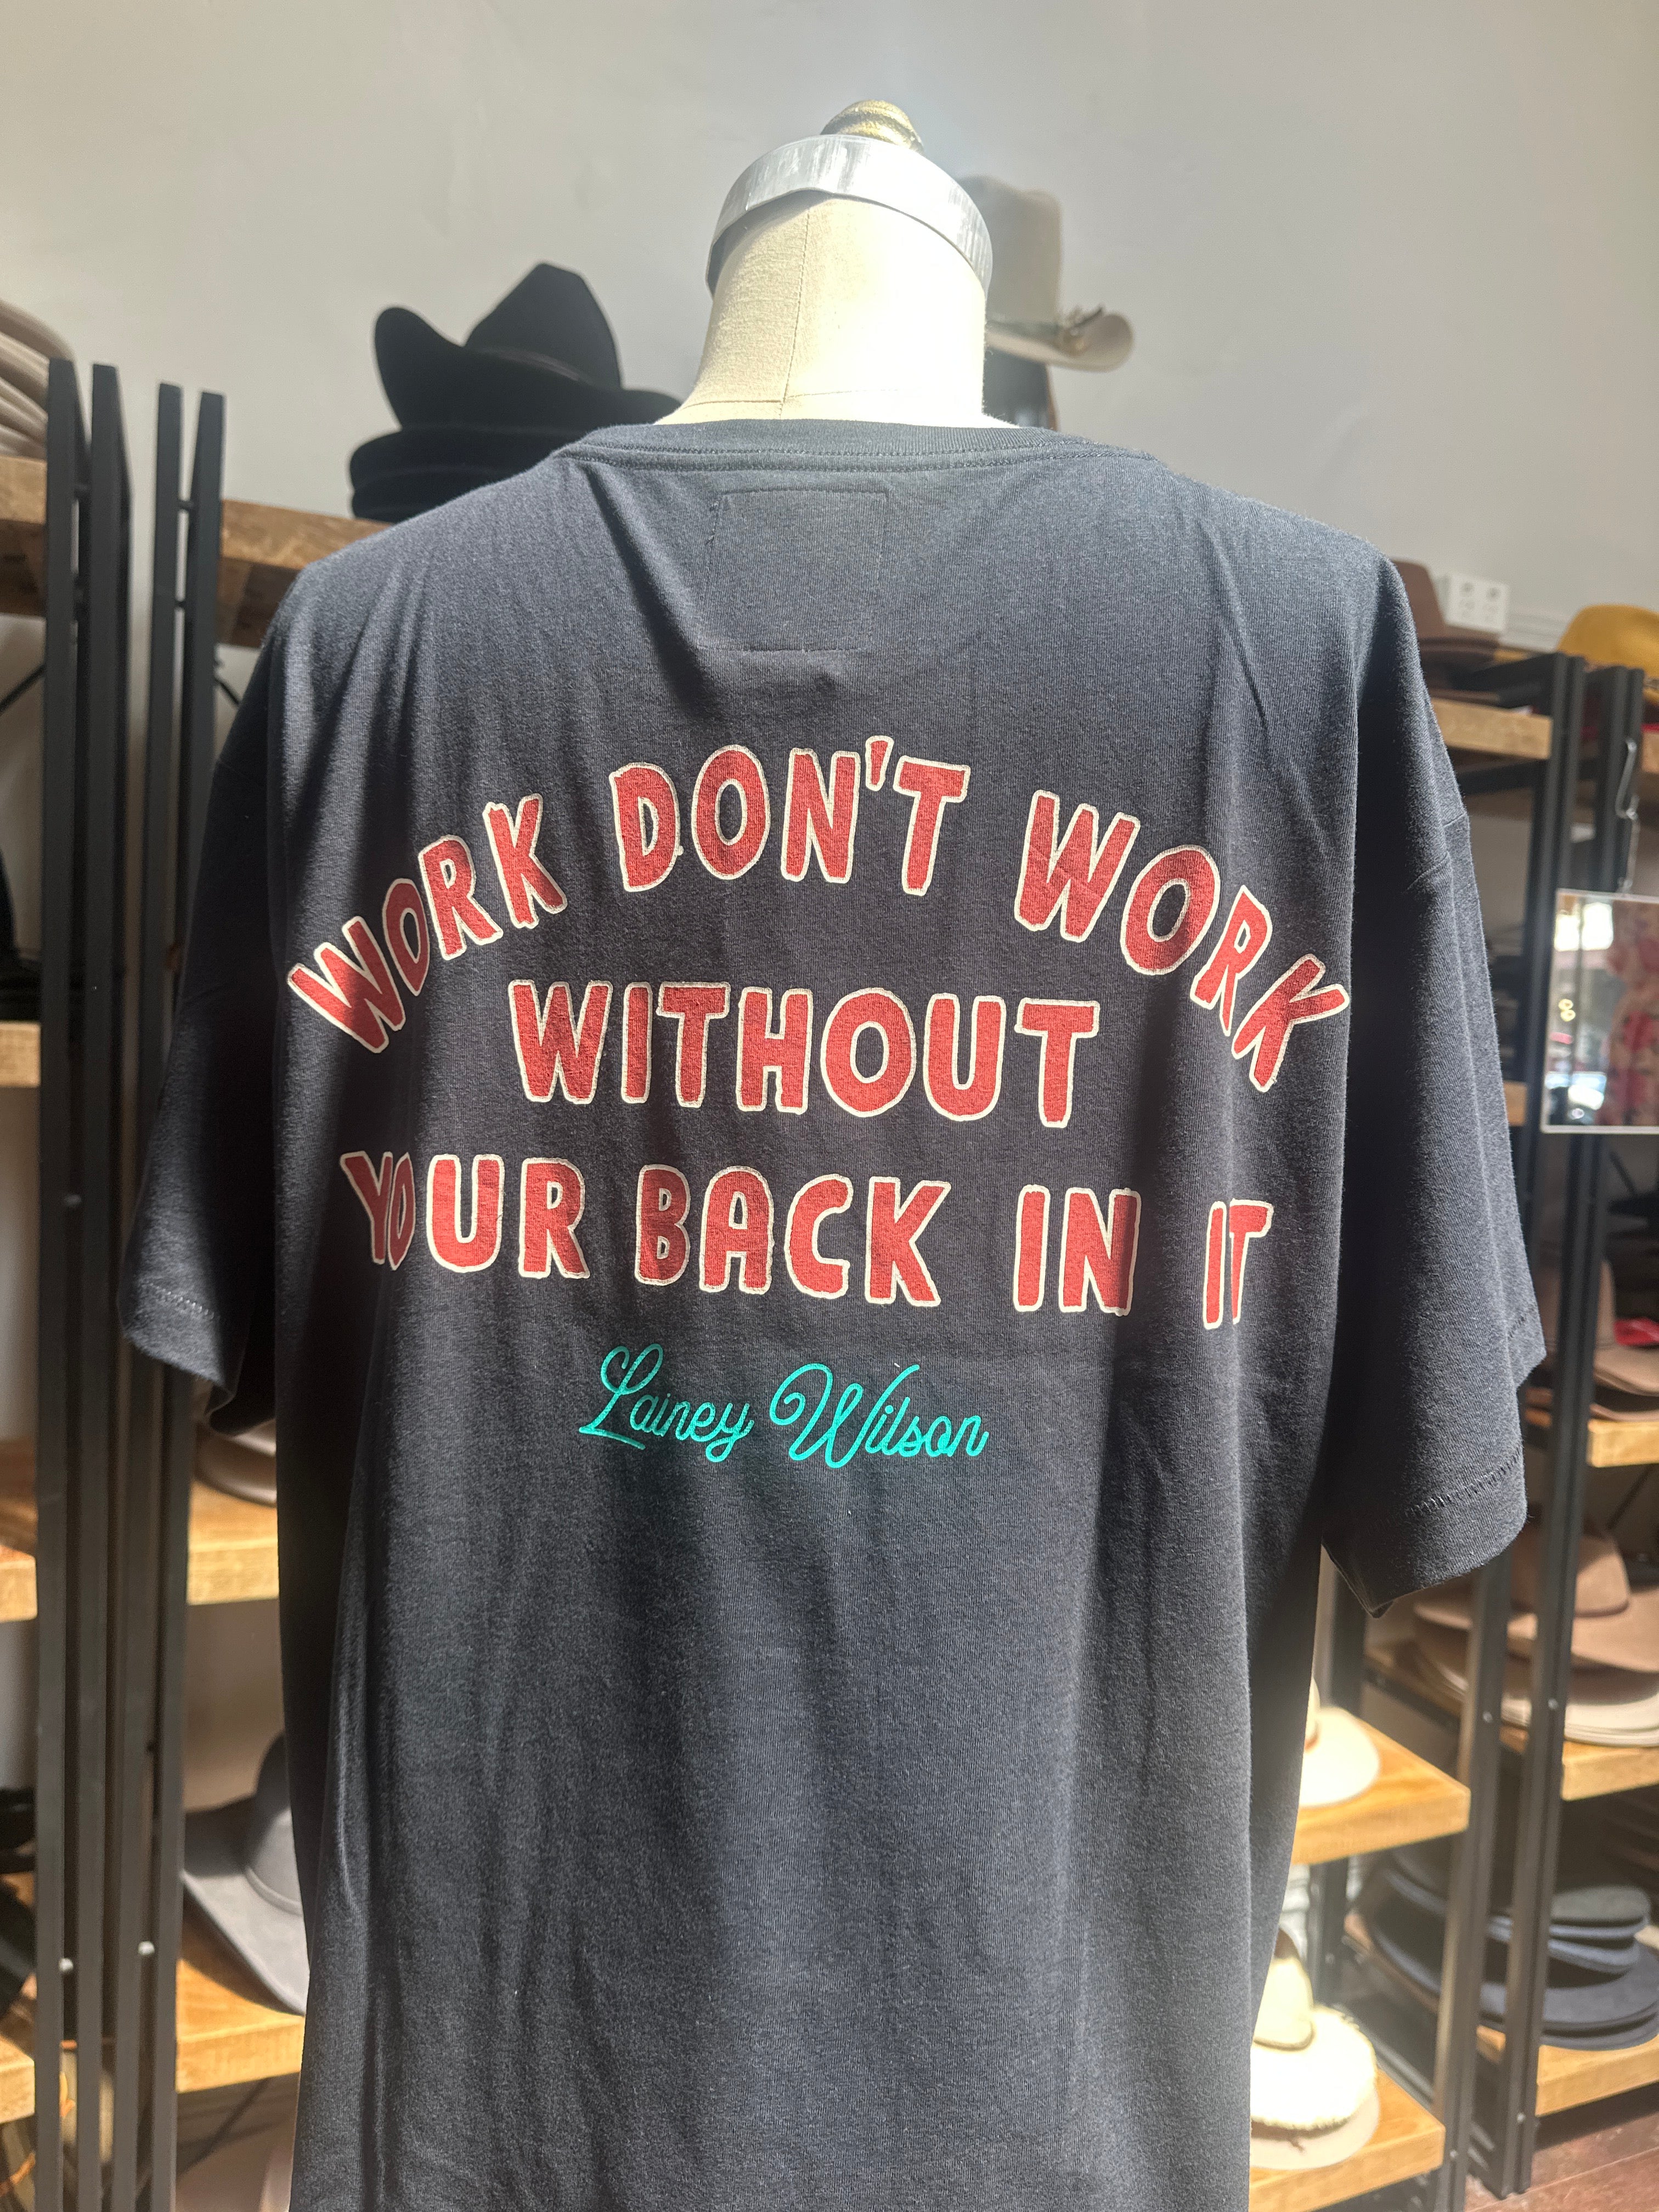 WORK DON'T WORK
WITHOUT
YOUR BACK IN IT
Lainey Wilson